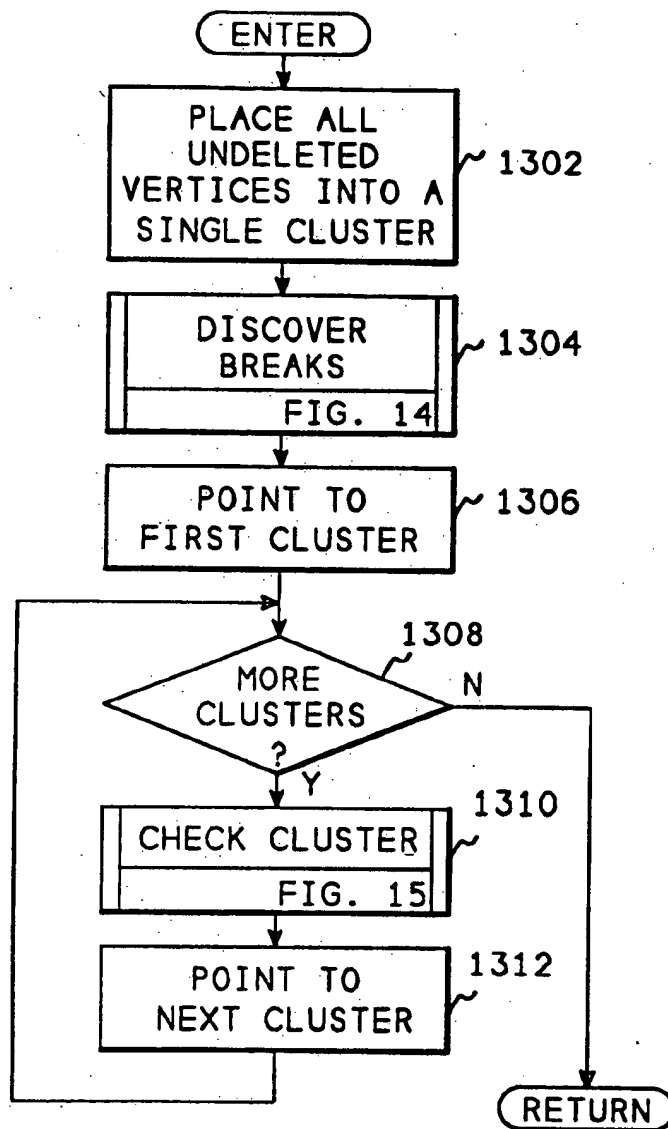 ENTER
PLACE ALL
UNDELETED
VERTICES INTO A
SINGLE CLUSTER
1302
DISCOVER
BREAKS
FIG. 14
1304
POINT TO
FIRST CLUSTER
1306
1308
MORE
CLUSTERS
?
N
Y
1310
CHECK CLUSTER
FIG. 15
1312
POINT TO
NEXT CLUSTER
RETURN